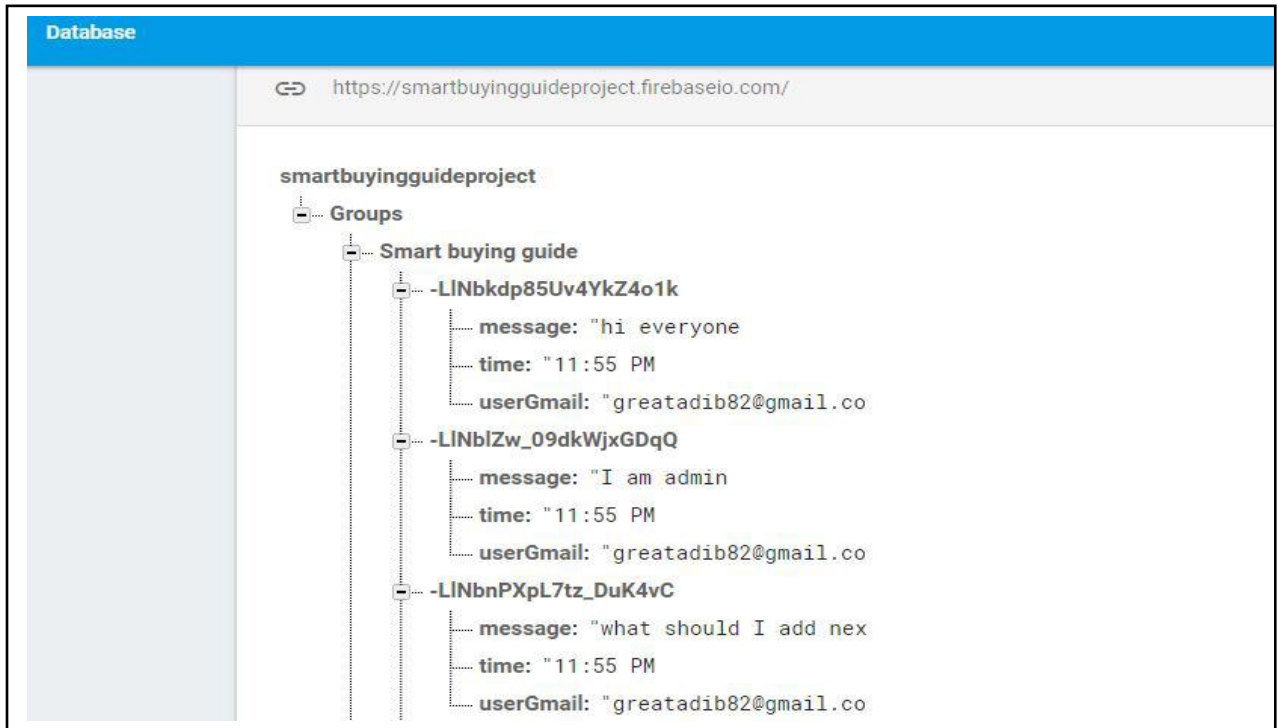 Database
https://smartbuyingguideproject.firebaseio.com/
smartbuyingguideproject
Groups
Smart buying guide
-LlNbkdp85Uv4YkZ4o1k
message: "hi everyone
time: "11:55 PM
userGmail: "greatadib82@gmail.co
-LlNblZw_09dkWjxGDqQ
message: "I am admin
time: "11:55 PM
userGmail: "greatadib82@gmail.co
-LlNbnPXpL7tz_DuK4vC
message: "what should I add nex
time: "11:55 PM
userGmail: "greatadib82@gmail.co